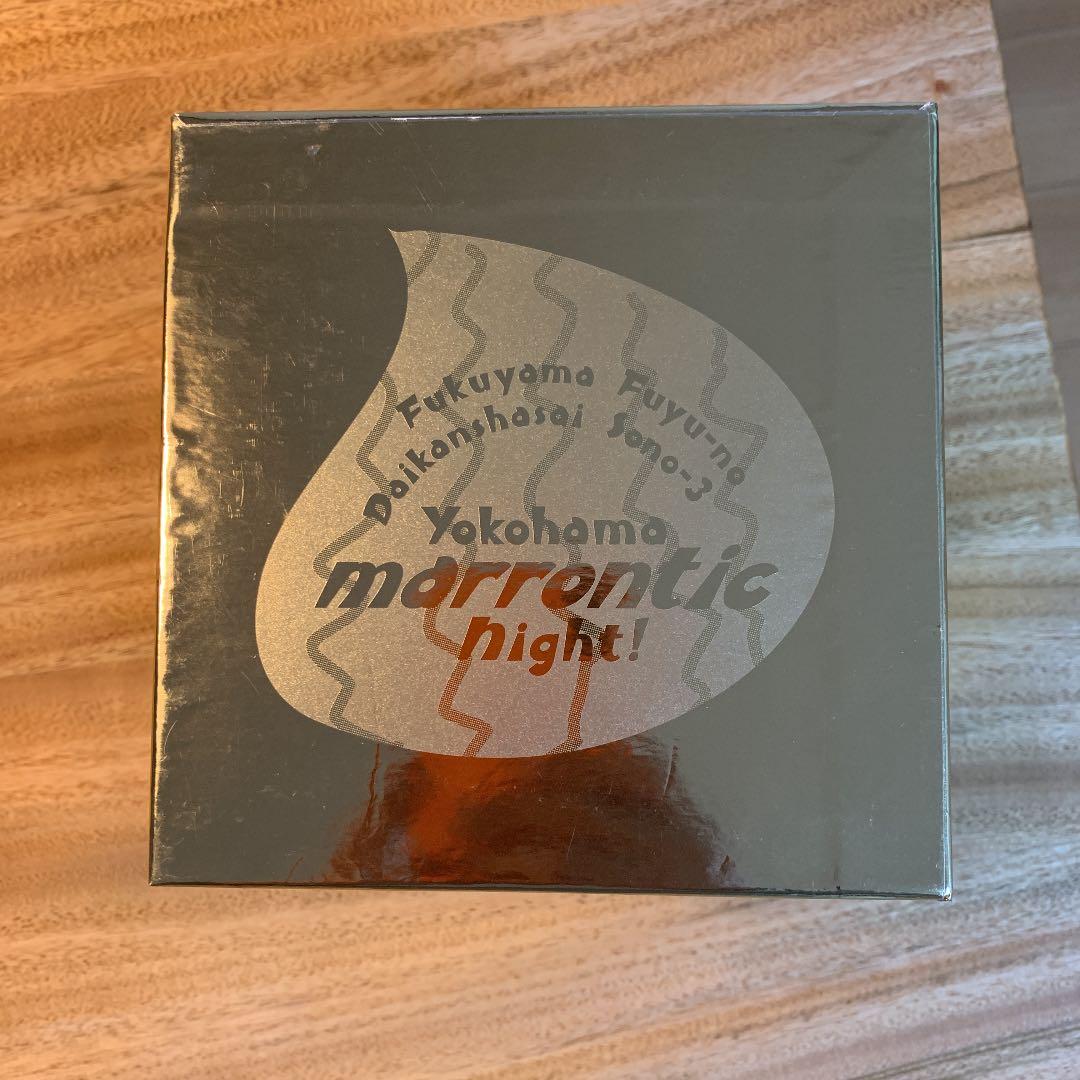 Fukuyama Fuyu-no
Daikanshasai Sono-3
Yokohama
marrontic
night!